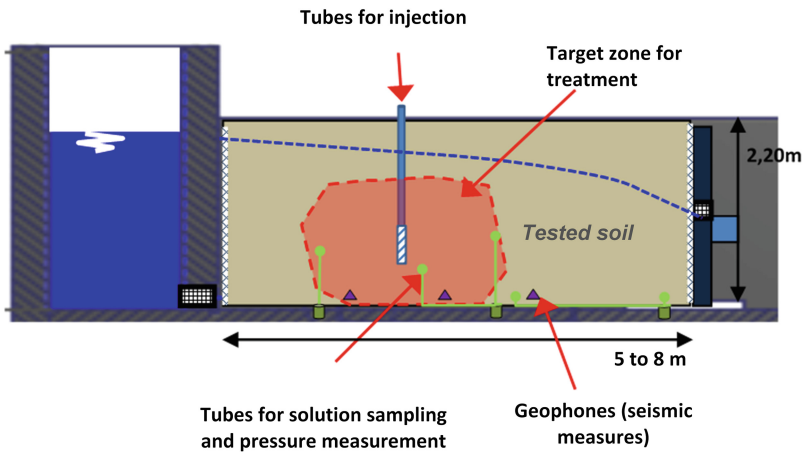 Tubes for injection
Target zone for
treatment
2,20m
Tested soil
5 to 8 m
Tubes for solution sampling
and pressure measurement
Geophones (seismic
measures)